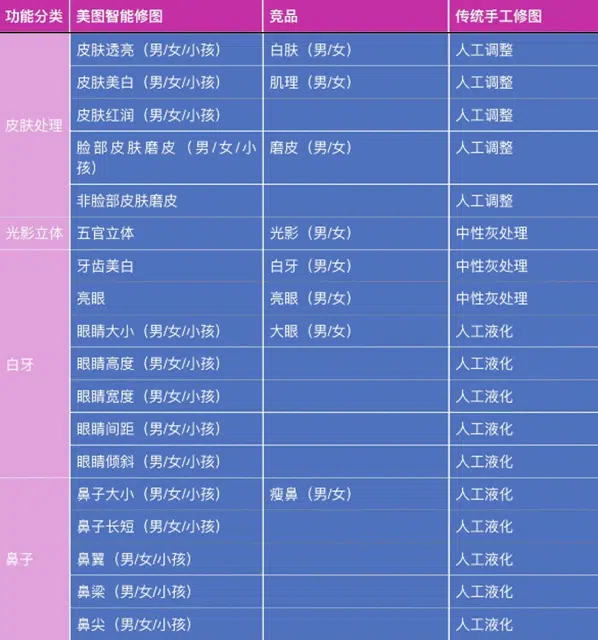 功能分类 美图智能修图 竞品 传统手工修图
皮肤处理 皮肤透亮（男/女/小孩） 白肤（男/女） 人工调整
皮肤美白（男/女/小孩） 肌理（男/女） 人工调整
皮肤红润（男/女/小孩） 人工调整
脸部皮肤磨皮（男/女/小 磨皮（男/女） 人工调整
孩）
非脸部皮肤磨皮 人工调整
光影立体 五官立体 光影（男/女） 中性灰处理
白牙 牙齿美白 白牙（男/女） 中性灰处理
亮眼 亮眼（男/女） 中性灰处理
眼睛大小（男/女/小孩） 大眼（男/女） 人工液化
眼睛高度（男/女/小孩） 人工液化
眼睛宽度（男/女/小孩） 人工液化
眼睛间距（男/女/小孩） 人工液化
眼睛倾斜（男/女/小孩） 人工液化
鼻子 鼻子大小（男/女/小孩） 瘦鼻（男/女） 人工液化
鼻子长短（男/女/小孩） 人工液化
鼻翼（男/女/小孩） 人工液化
鼻梁（男/女/小孩） 人工液化
鼻尖（男/女/小孩） 人工液化